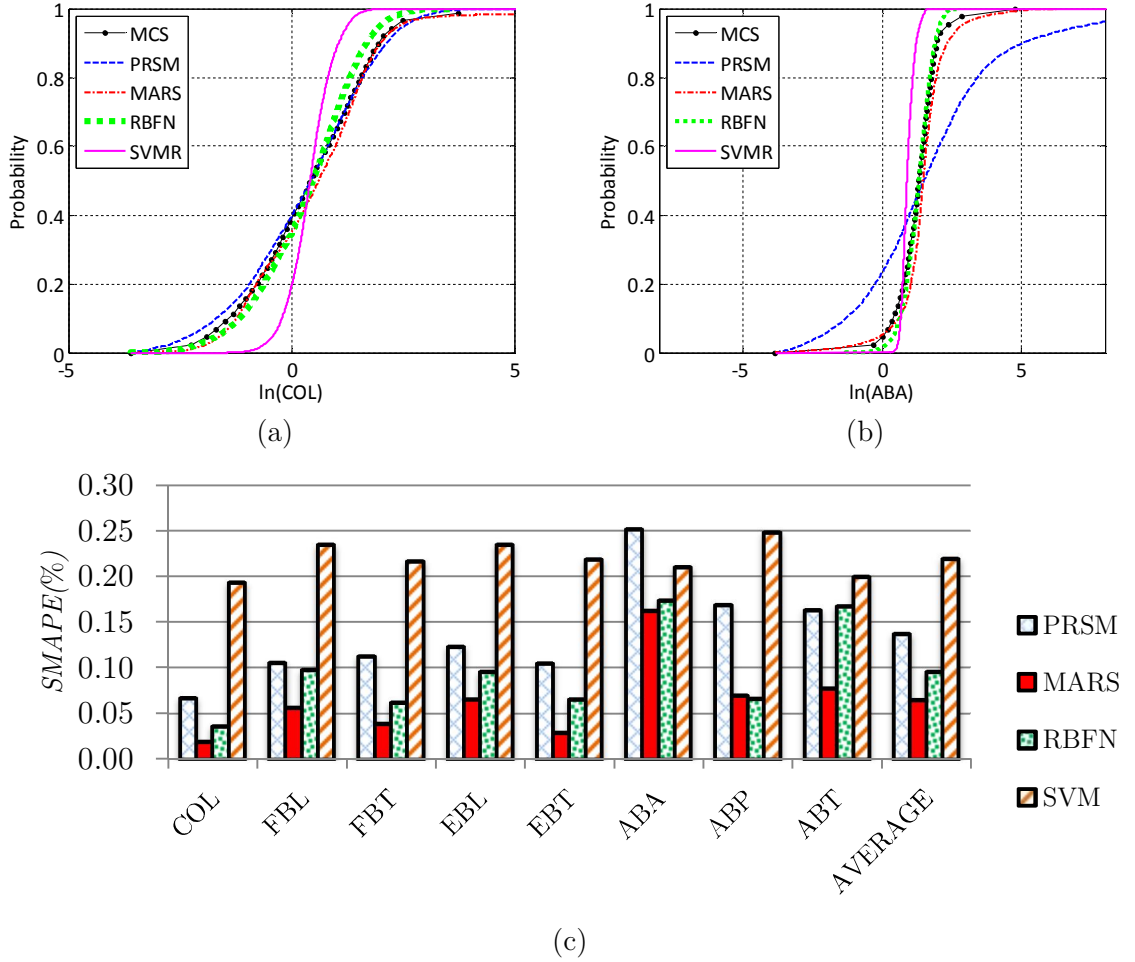 1
0.8
0.6
0.4
0.2
0
Probability
MCS
PRSM
MARS
RBFN
SVMR
-5
0
5
ln(COL)
(a)
1
0.8
0.6
0.4
0.2
0
Probability
MCS
PRSM
MARS
RBFN
SVMR
-5
0
5
ln(ABA)
(b)
SMAPE(%)
0.30
0.25
0.20
0.15
0.10
0.05
0.00
COL
FBL
FBT
EBL
EBT
ABA
ABP
ABT
AVERAGE
PRSM
MARS
RBFN
SVM
(c)